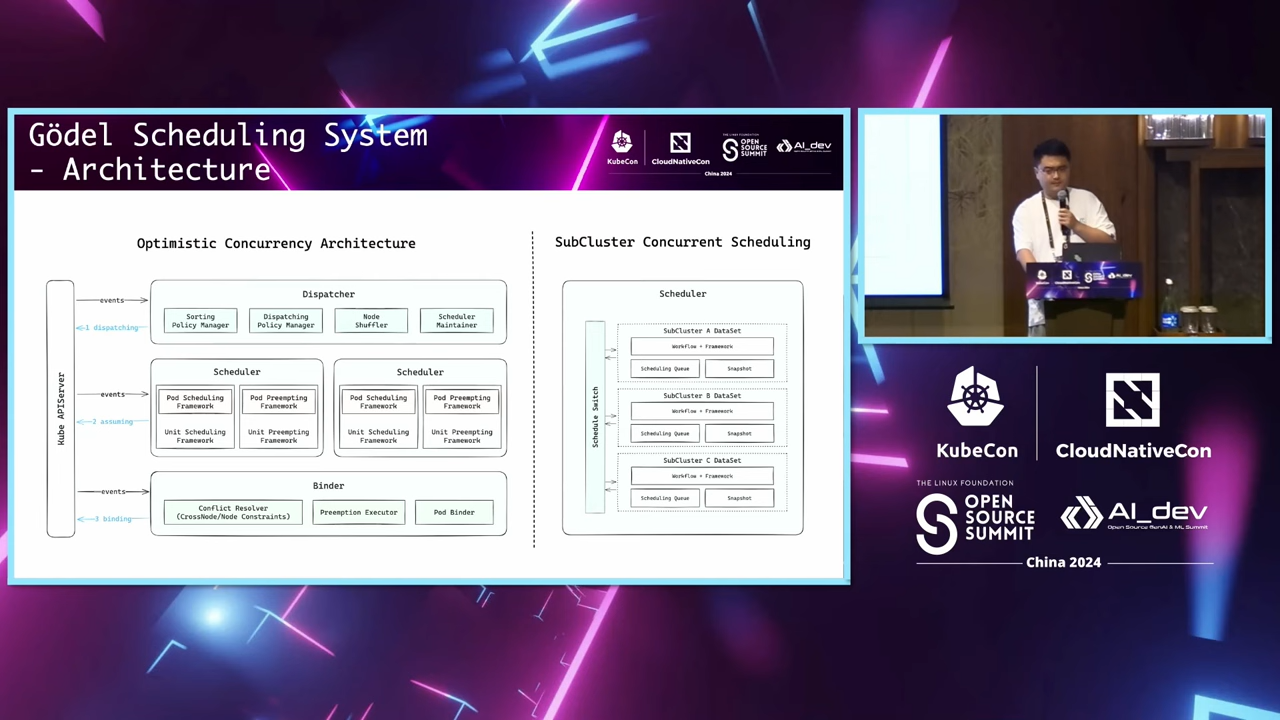 Gödel Scheduling System
- Architecture
KubeCon
CloudNativeCon
THE LINUX FOUNDATION
OPEN
SOURCE
SUMMIT
AI_dev
China 2024
Optimistic Concurrency Architecture
Kube APIServer
events
1 dispatching
events
2 assuming
events
3 binding
Dispatcher
Sorting
Policy Manager
Dispatching
Policy Manager
Node
Shuffler
Scheduler
Maintainer
Scheduler
Pod Scheduling
Framework
Pod Preempting
Framework
Unit Scheduling
Framework
Unit Preempting
Framework
Scheduler
Pod Scheduling
Framework
Pod Preempting
Framework
Unit Scheduling
Framework
Unit Preempting
Framework
Binder
Conflict Resolver
(CrossNode/Node Constraints)
Preemption Executor
Pod Binder
SubCluster Concurrent Scheduling
Scheduler
Schedule Switch
SubCluster A DataSet
Workflow + Framework
Scheduling Queue
Snapshot
SubCluster B DataSet
Workflow + Framework
Scheduling Queue
Snapshot
SubCluster C DataSet
Workflow + Framework
Scheduling Queue
Snapshot
KubeCon
CloudNativeCon
THE LINUX FOUNDATION
OPEN
SOURCE
SUMMIT
AI_dev
Open Source GenAI & ML Summit
China 2024